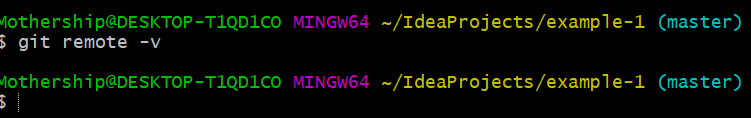 Mothership@DESKTOP-T1QD1CO MINGW64 ~/IdeaProjects/example-1 (master)
$ git remote -v
Mothership@DESKTOP-T1QD1CO MINGW64 ~/IdeaProjects/example-1 (master)
$